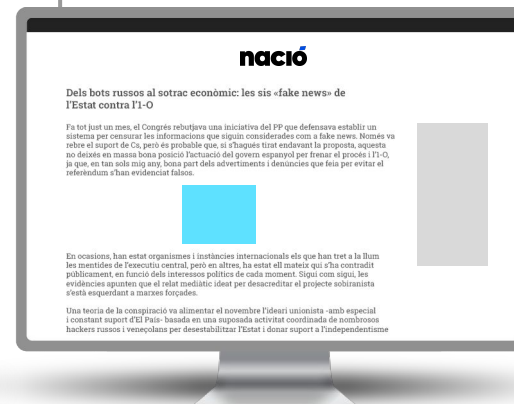 nació
Dels bots russos al sotrac econòmic: les sis «fake news» de
l'Estat contra l'1-O
Fa tot just un mes, el Congrés rebutjava una iniciativa del PP que defensava establir un
sistema per censurar les informacions que siguin considerades com a fake news. Només va
rebre el suport de Cs, però és probable que, si s'hagués tirat endavant la proposta, aquesta
no deixés en massa bona posició l'actuació del govern espanyol per frenar el procés i l'1-O,
ja que, en tan sols mig any, bona part dels advertiments i denúncies que feia per evitar el
referèndum s'han evidenciat falsos.
En ocasions, han estat organismes i instàncies internacionals els que han tret a la llum
les mentides de l'executiu central, però en altres, ha estat ell mateix qui s'ha contradit
públicament, en funció dels interessos polítics de cada moment. Sigui com sigui, les
evidències apunten que el relat mediàtic ideat per desacreditar el projecte sobiranista
s'està esquerdant a marxes forçades.
Una teoria de la conspiració va alimentar el novembre l'ideari unionista -amb especial
i constant suport d'El País- basada en una suposada activitat coordinada de nombrosos
hackers russos i veneçolans per desestabilitzar l'Estat i donar suport a l'independentisme